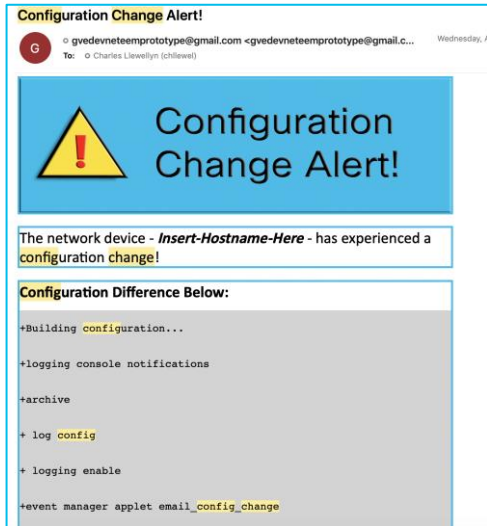 Configuration Change Alert!
G
gvedevneteemprototype@gmail.com <gvedevneteemprototype@gmail.c...
Wednesday, A
To: Charles Llewellyn (chllewel)
Configuration
Change Alert!
The network device - Insert-Hostname-Here - has experienced a
configuration change!
Configuration Difference Below:
+Building configuration...
+logging console notifications
+archive
+ log config
+ logging enable
+event manager applet email_config_change